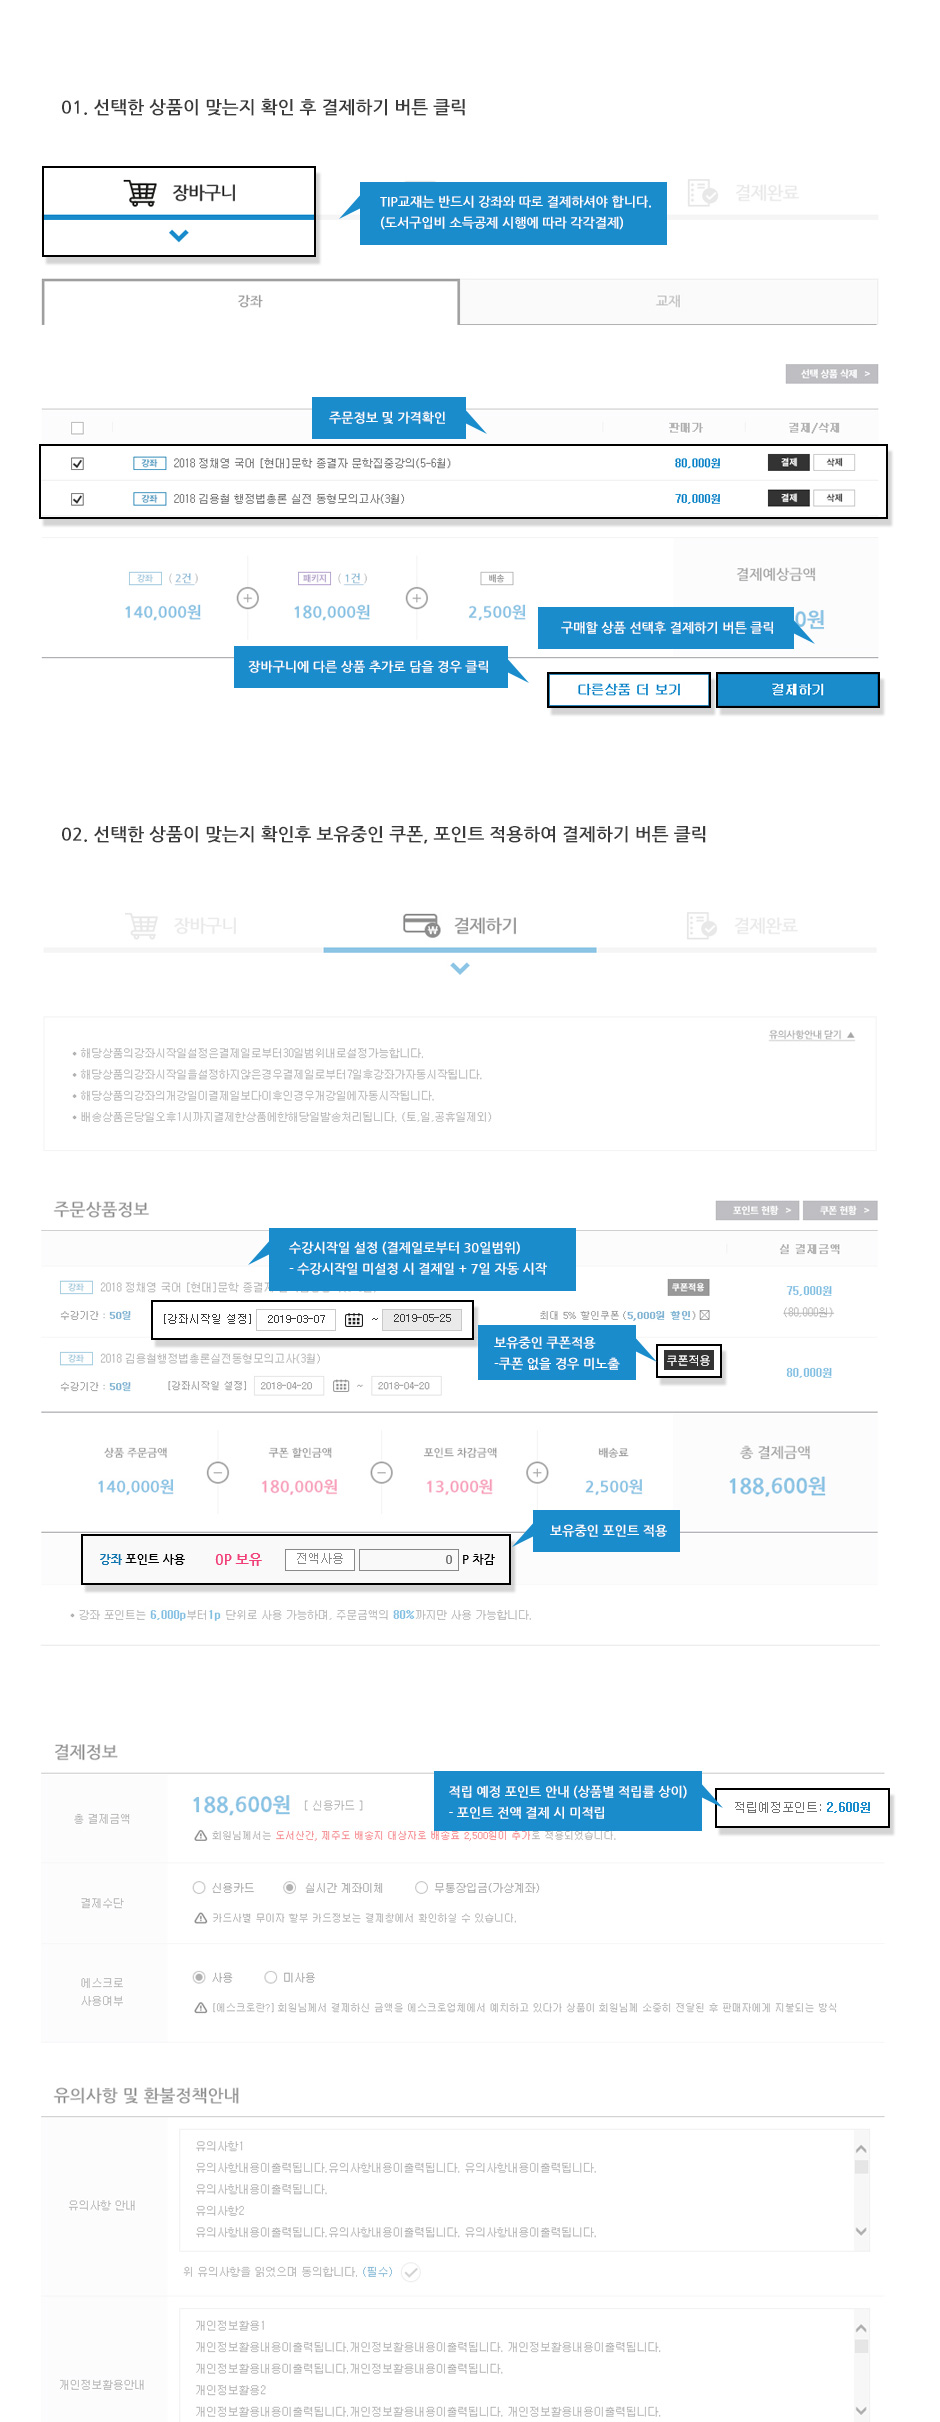 01. 선택한 상품이 맞는지 확인 후 결제하기 버튼 클릭
장바구니
TIP교재는 반드시 강좌와 따로 결제하셔야 합니다.
(도서구입비 소득공제 시행에 따라 각각결제)
결제완료
강좌
교재
선택 상품 삭제 >
주문정보 및 가격확인
판매가
결제/삭제
강좌 2018 정채영 국어 [현대]문학 종결자 문학집중강의(5-6월) 80,000원 결제 삭제
강좌 2018 김용철 행정법총론 실전 동형모의고사(3월) 70,000원 결제 삭제
강좌 ( 2건 ) 패키지 ( 1건 ) 배송 결제예상금액
140,000원 180,000원 2,500원 0원
구매할 상품 선택후 결제하기 버튼 클릭
장바구니에 다른 상품 추가로 담을 경우 클릭
다른상품 더 보기
결제하기
02. 선택한 상품이 맞는지 확인후 보유중인 쿠폰, 포인트 적용하여 결제하기 버튼 클릭
장바구니
결제하기
결제완료
유의사항안내 닫기 ▲
• 해당상품의강좌시작일설정은결제일로부터30일범위내로설정가능합니다.
• 해당상품의강좌시작일을설정하지않은경우결제일로부터7일후강좌가자동시작됩니다.
• 해당상품의강좌의개강일이결제일보다이후인경우개강일에자동시작됩니다.
• 배송상품은당일오후1시까지결제한상품에한해당일발송처리됩니다. (토,일,공휴일제외)
주문상품정보
포인트 현황 >
쿠폰 현황 >
수강시작일 설정 (결제일로부터 30일범위)
- 수강시작일 미설정 시 결제일 + 7일 자동 시작
실 결제금액
강좌 2018 정채영 국어 [현대]문학 종결자 쿠폰적용 75,000원
수강기간 : 50일 [강좌시작일 설정] 2019-03-07 ~ 2019-05-25 최대 5% 할인쿠폰 (5,000원 할인) (80,000원)
보유중인 쿠폰적용
-쿠폰 없을 경우 미노출
쿠폰적용
강좌 2018 김용철행정법총론실전동형모의고사(3월) 80,000원
수강기간 : 50일 [강좌시작일 설정] 2018-04-20 ~ 2018-04-20
상품 주문금액 쿠폰 할인금액 포인트 차감금액 배송료 총 결제금액
140,000원 180,000원 13,000원 2,500원 188,600원
보유중인 포인트 적용
강좌 포인트 사용 0P 보유 전액사용 0 P 차감
• 강좌 포인트는 6,000p부터1p 단위로 사용 가능하며, 주문금액의 80%까지만 사용 가능합니다.
결제정보
적립 예정 포인트 안내 (상품별 적립률 상이)
- 포인트 전액 결제 시 미적립
적립예정포인트: 2,600원
총 결제금액
188,600원 [ 신용카드 ]
회원님께서는 도서산간, 제주도 배송지 대상자로 배송료 2,500원이 추가로 적용되었습니다.
결제수단
신용카드 실시간 계좌이체 무통장입금(가상계좌)
카드사별 무이자 할부 카드정보는 결제창에서 확인하실 수 있습니다.
에스크로
사용여부
사용 미사용
[에스크로란?] 회원님께서 결제하신 금액을 에스크로업체에서 예치하고 있다가 상품이 회원님께 소중히 전달된 후 판매자에게 지불되는 방식
유의사항 및 환불정책안내
유의사항 안내
유의사항1
유의사항내용이출력됩니다.유의사항내용이출력됩니다. 유의사항내용이출력됩니다.
유의사항내용이출력됩니다.
유의사항2
유의사항내용이출력됩니다.유의사항내용이출력됩니다. 유의사항내용이출력됩니다.
위 유의사항을 읽었으며 동의합니다. (필수)
개인정보활용안내
개인정보활용1
개인정보활용내용이출력됩니다.개인정보활용내용이출력됩니다. 개인정보활용내용이출력됩니다.
개인정보활용내용이출력됩니다.개인정보활용내용이출력됩니다.
개인정보활용2
개인정보활용내용이출력됩니다.개인정보활용내용이출력됩니다. 개인정보활용내용이출력됩니다.